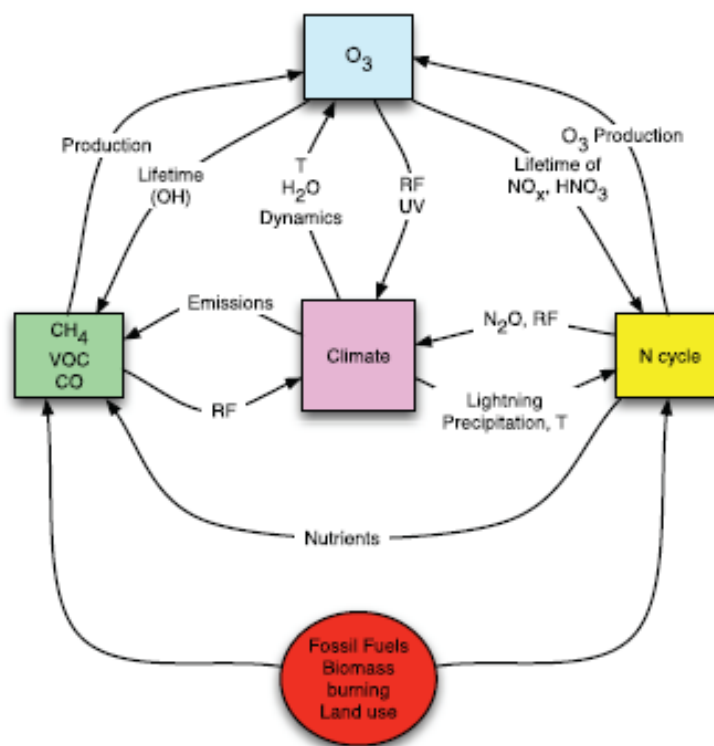 O₃
Production
Lifetime
(OH)
T
H₂O
Dynamics
RF
UV
O₃ Production
Lifetime of
NOₓ, HNO₃
Emissions
N₂O, RF
CH₄
VOC
CO
Climate
N cycle
RF
Lightning
Precipitation, T
Nutrients
Fossil Fuels
Biomass
burning
Land use